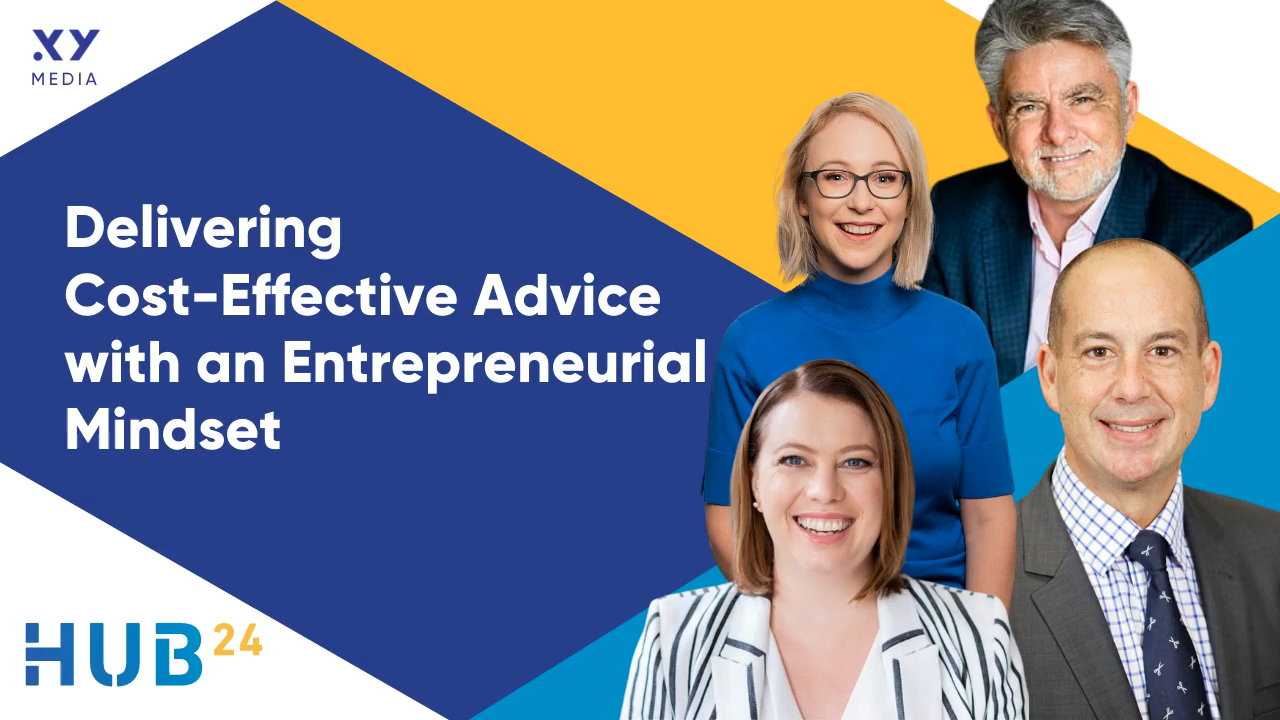 XY
MEDIA
Delivering
Cost-Effective Advice
with an Entrepreneurial
Mindset
HUB24